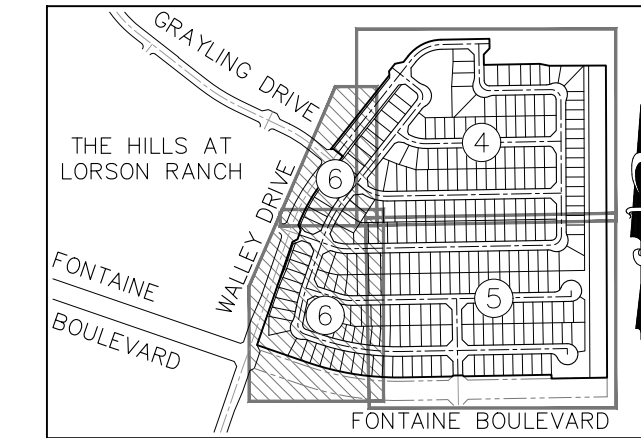 GRAYLING DRIVE
THE HILLS AT
LORSON RANCH
WALLEY DRIVE
FONTAINE
BOULEVARD
4
6
5
6
FONTAINE BOULEVARD